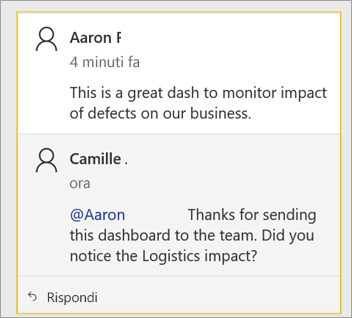 Aaron F
4 minuti fa
This is a great dash to monitor impact
of defects on our business.
Camille .
ora
@Aaron Thanks for sending
this dashboard to the team. Did you
notice the Logistics impact?
Rispondi